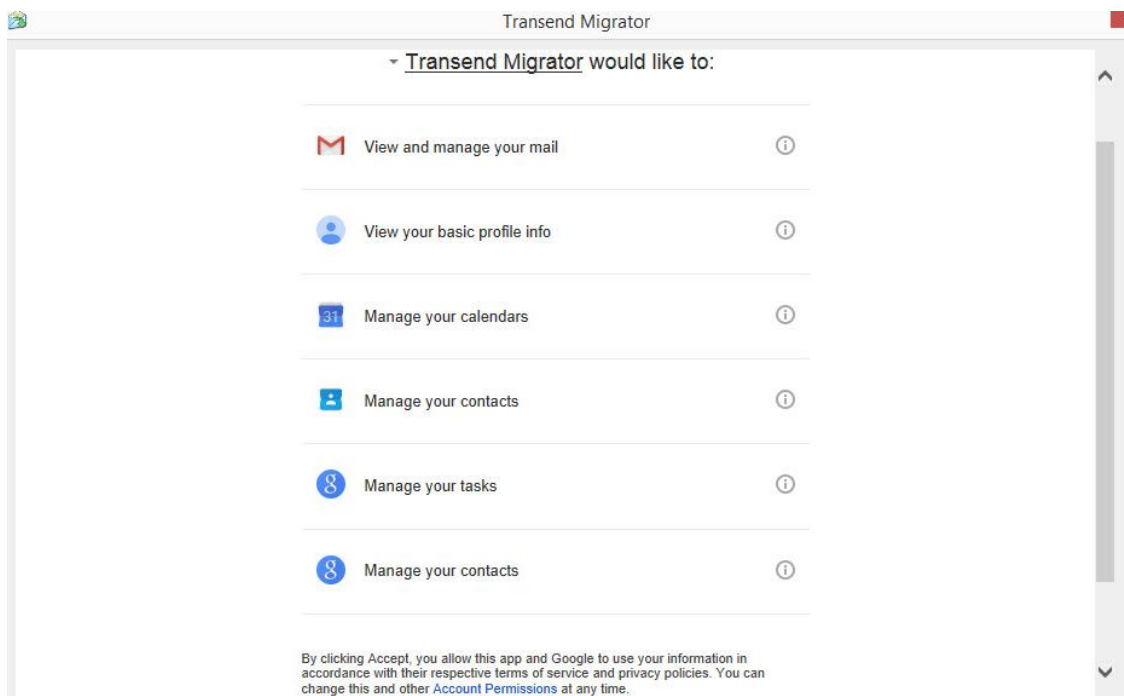 Transend Migrator
Transend Migrator would like to:
View and manage your mail
View your basic profile info
31
Manage your calendars
Manage your contacts
8
Manage your tasks
8
Manage your contacts
By clicking Accept, you allow this app and Google to use your information in
accordance with their respective terms of service and privacy policies. You can
change this and other Account Permissions at any time.